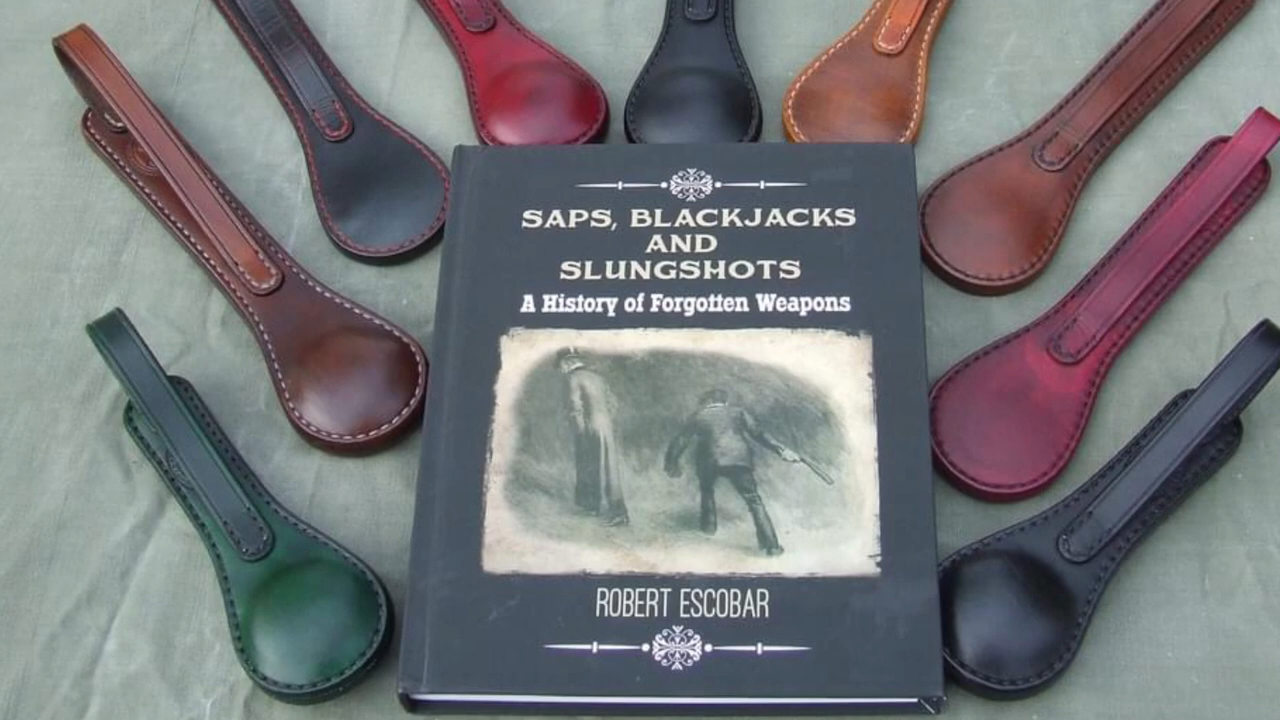 SAPS, BLACKJACKS
AND
SLUNGSHOTS
A History of Forgotten Weapons
ROBERT ESCOBAR